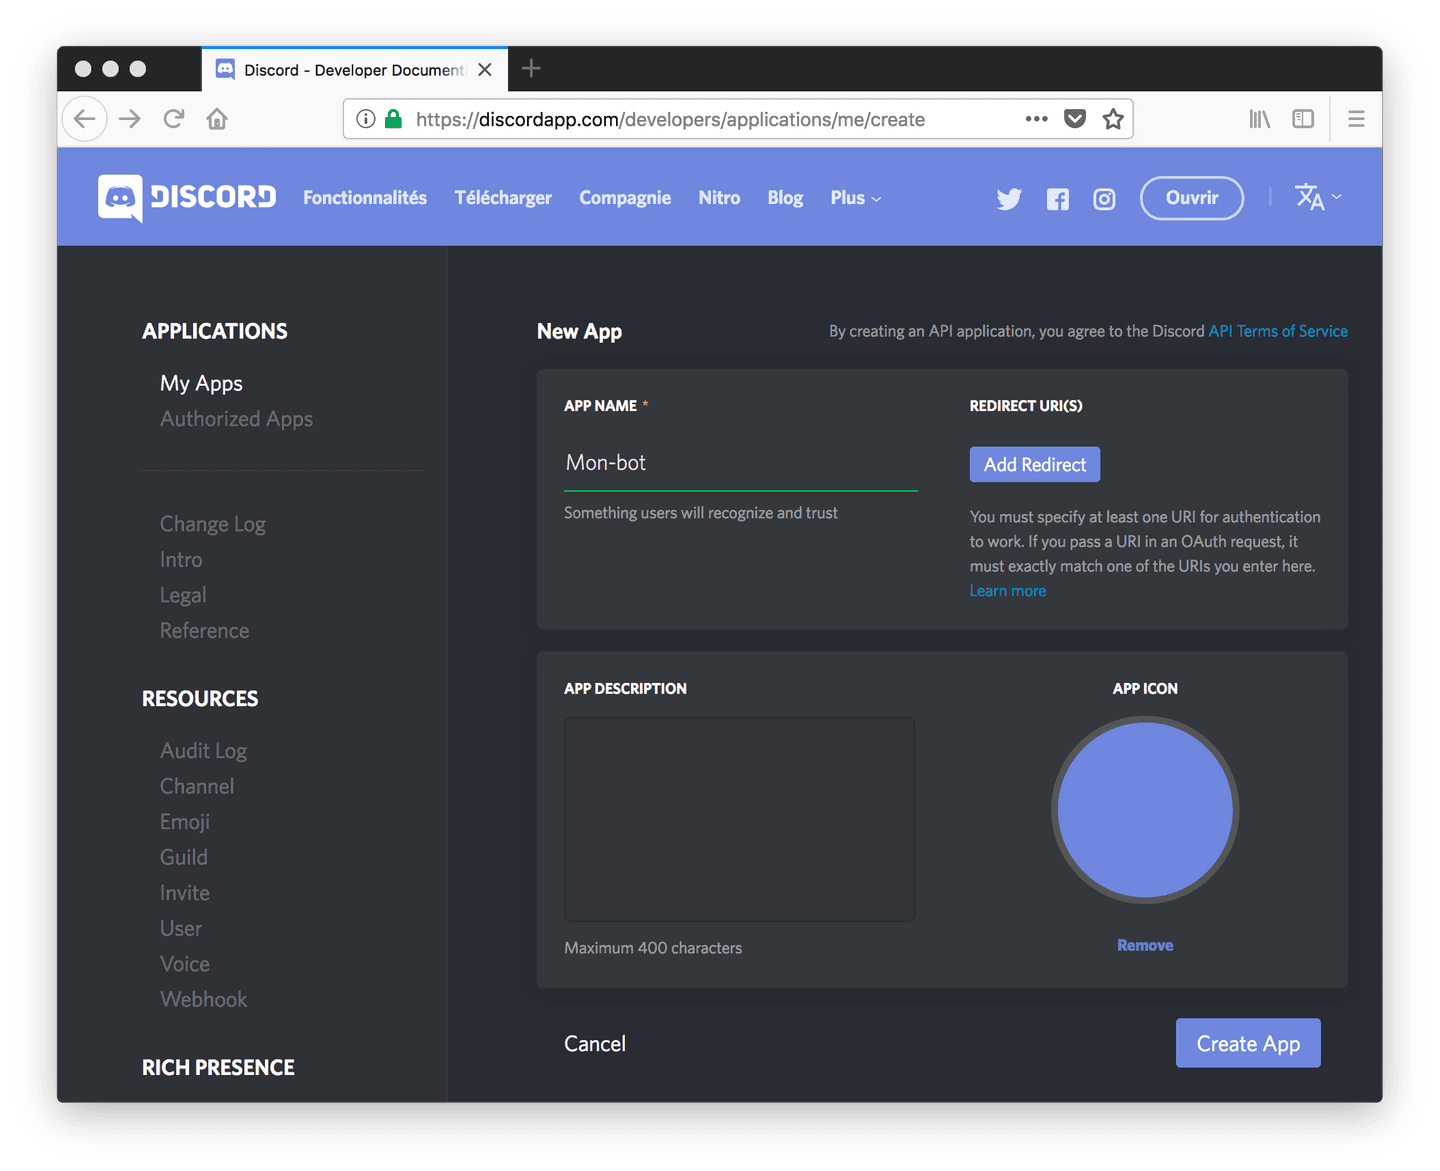 Discord - Developer Document
https://discordapp.com/developers/applications/me/create
DISCORD Fonctionnalités Télécharger Compagnie Nitro Blog Plus Ouvrir
APPLICATIONS
My Apps
Authorized Apps
Change Log
Intro
Legal
Reference
RESOURCES
Audit Log
Channel
Emoji
Guild
Invite
User
Voice
Webhook
RICH PRESENCE
New App
By creating an API application, you agree to the Discord API Terms of Service
APP NAME *
Mon-bot
Something users will recognize and trust
REDIRECT URI(S)
Add Redirect
You must specify at least one URI for authentication
to work. If you pass a URI in an OAuth request, it
must exactly match one of the URIs you enter here.
Learn more
APP DESCRIPTION
Maximum 400 characters
APP ICON
Remove
Cancel
Create App